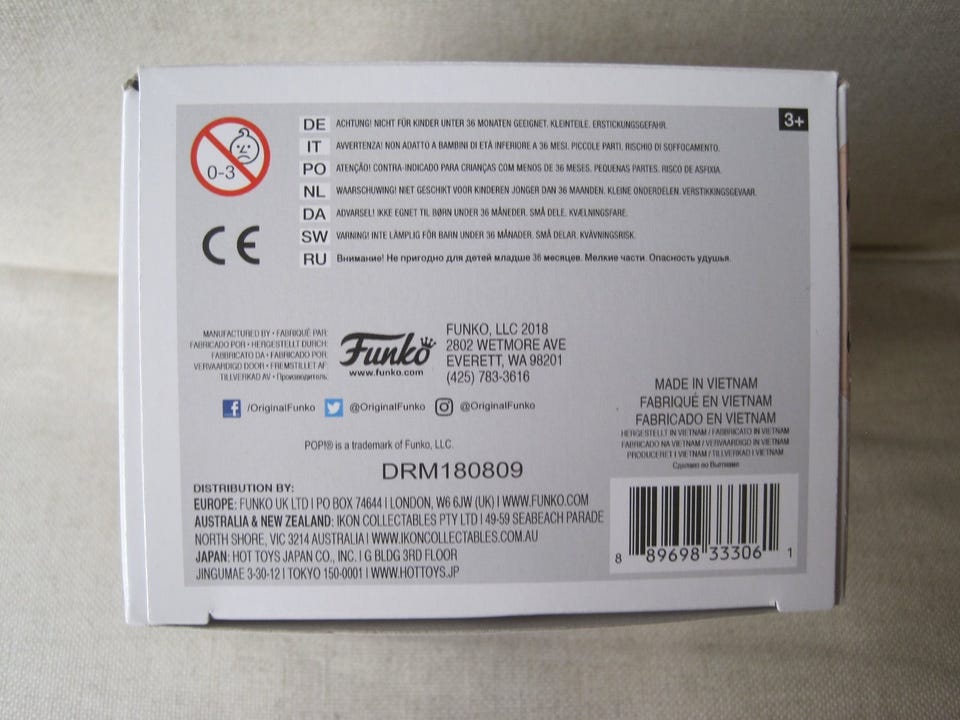 0-3
3+
DE ACHTUNG! NICHT FÜR KINDER UNTER 36 MONATEN GEEIGNET. KLEINTEILE. ERSTICKUNGSGEFAHR.
IT AVVERTENZA! NON ADATTO A BAMBINI DI ETÀ INFERIORE A 36 MESI. PICCOLE PARTI. RISCHIO DI SOFFOCAMENTO.
PO ATENÇÃO! CONTRA-INDICADO PARA CRIANÇAS COM MENOS DE 36 MESES. PEQUENAS PARTES. RISCO DE ASFIXIA.
NL WAARSCHUWING! NIET GESCHIKT VOOR KINDEREN JONGER DAN 36 MAANDEN. KLEINE ONDERDELEN. VERSTIKKINGSGEVAAR.
DA ADVARSEL! IKKE EGNET TIL BØRN UNDER 36 MÅNEDER. SMÅ DELE. KVÆLNINGSFARE.
SW VARNING! INTE LÄMPLIG FÖR BARN UNDER 36 MÅNADER. SMÅ DELAR. KVÄVNINGSRISK.
RU Внимание! Не пригодно для детей младше 36 месяцев. Мелкие части. Опасность удушья.
CE
MANUFACTURED BY • FABRIQUÉ PAR:
FABRICADO POR • HERGESTELLT DURCH:
FABBRICATO DA • FABRICADO POR:
VERVAARDIGD DOOR • FREMSTILLET AF:
TILLVERKAD AV • Производитель:
Funko
www.funko.com
FUNKO, LLC 2018
2802 WETMORE AVE
EVERETT, WA 98201
(425) 783-3616
/OriginalFunko @OriginalFunko @OriginalFunko
POP!® is a trademark of Funko, LLC.
DRM180809
MADE IN VIETNAM
FABRIQUÉ EN VIETNAM
FABRICADO EN VIETNAM
HERGESTELLT IN VIETNAM / FABBRICATO IN VIETNAM
FABRICADO NA VIETNAM / VERVAARDIGD IN VIETNAM
PRODUCERET I VIETNAM / TILLVERKAD I VIETNAM
Сделано во Вьетнаме
DISTRIBUTION BY:
EUROPE: FUNKO UK LTD | PO BOX 74644 | LONDON, W6 6JW (UK) | WWW.FUNKO.COM
AUSTRALIA & NEW ZEALAND: IKON COLLECTABLES PTY LTD | 49-59 SEABEACH PARADE
NORTH SHORE, VIC 3214 AUSTRALIA | WWW.IKONCOLLECTABLES.COM.AU
JAPAN: HOT TOYS JAPAN CO., INC. | G BLDG 3RD FLOOR
JINGUMAE 3-30-12 | TOKYO 150-0001 | WWW.HOTTOYS.JP
8 89698 33306 1